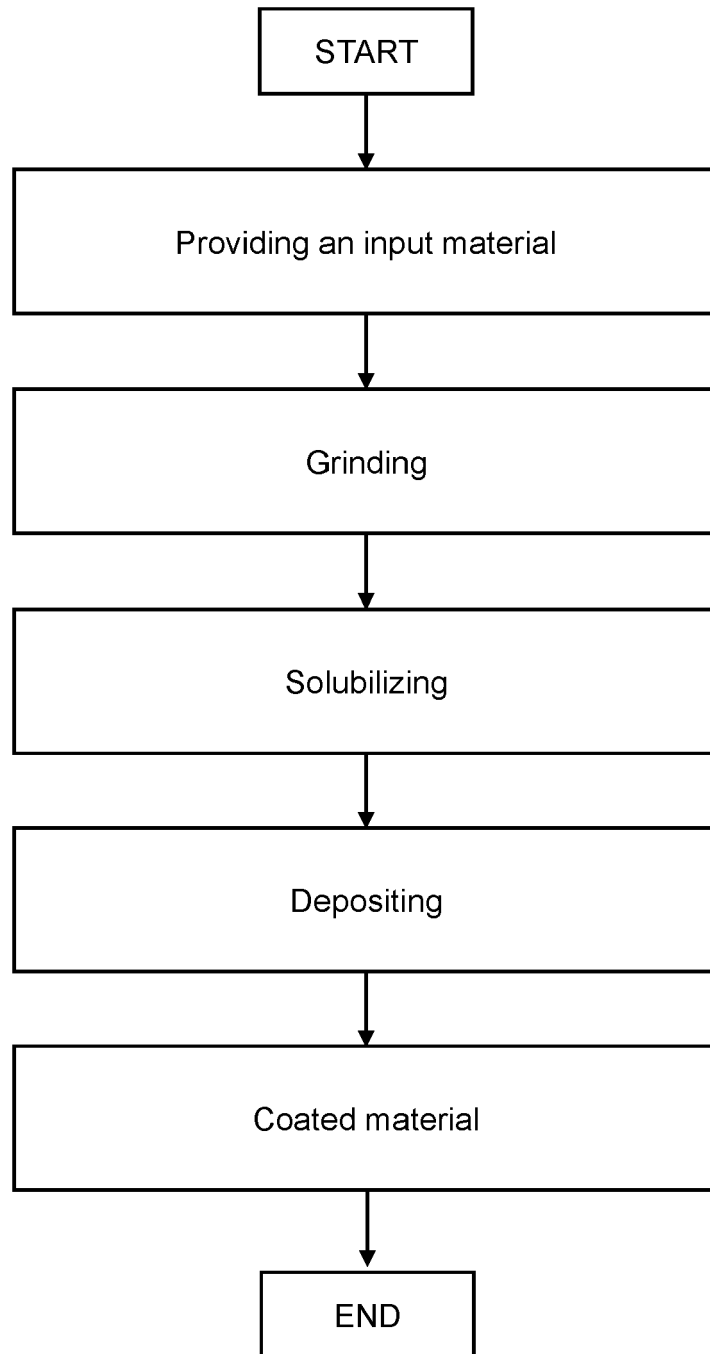 START
Providing an input material
Grinding
Solubilizing
Depositing
Coated material
END